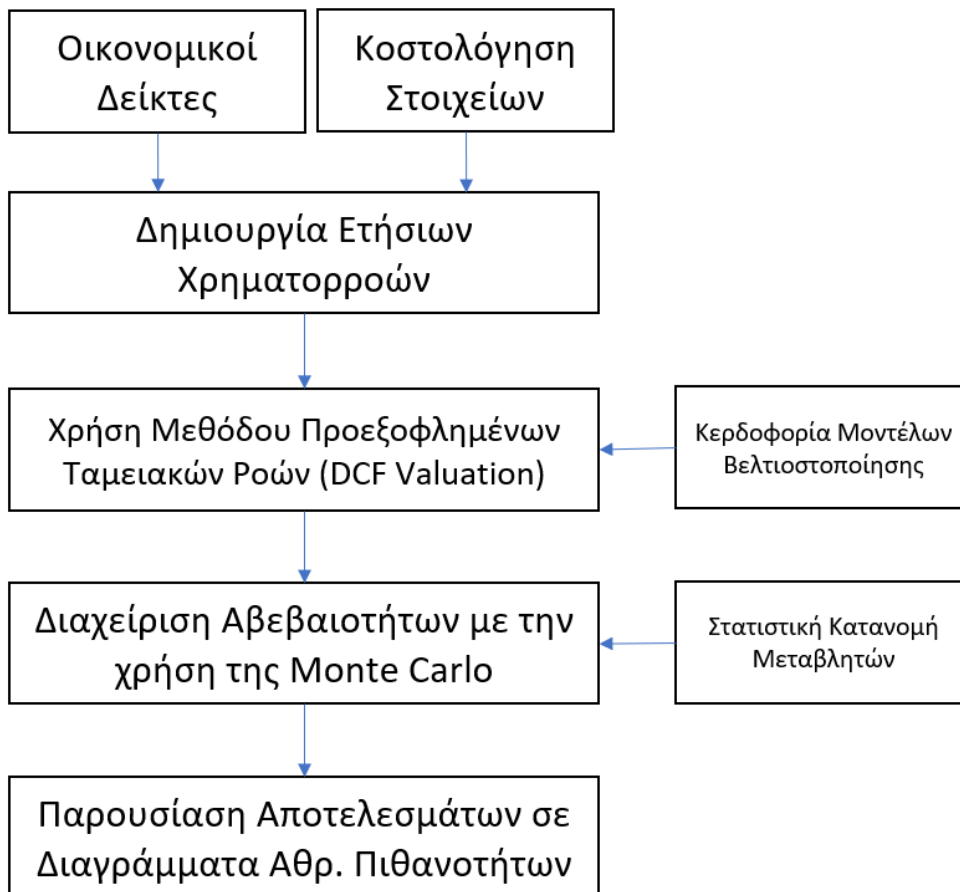 Οικονομικοί
Δείκτες
Κοστολόγηση
Στοιχείων
Δημιουργία Ετήσιων
Χρηματορροών
Χρήση Μεθόδου Προεξοφλημένων
Ταμειακών Ροών (DCF Valuation)
Κερδοφορία Μοντέλων
Βελτιοστοποίησης
Διαχείριση Αβεβαιοτήτων με την
χρήση της Monte Carlo
Στατιστική Κατανομή
Μεταβλητών
Παρουσίαση Αποτελεσμάτων σε
Διαγράμματα Αθρ. Πιθανοτήτων